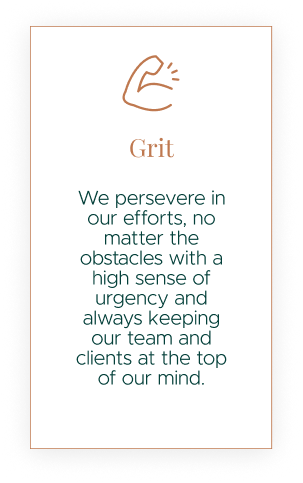 Grit
We persevere in
our efforts, no
matter the
obstacles with a
high sense of
urgency and
always keeping
our team and
clients at the top
of our mind.